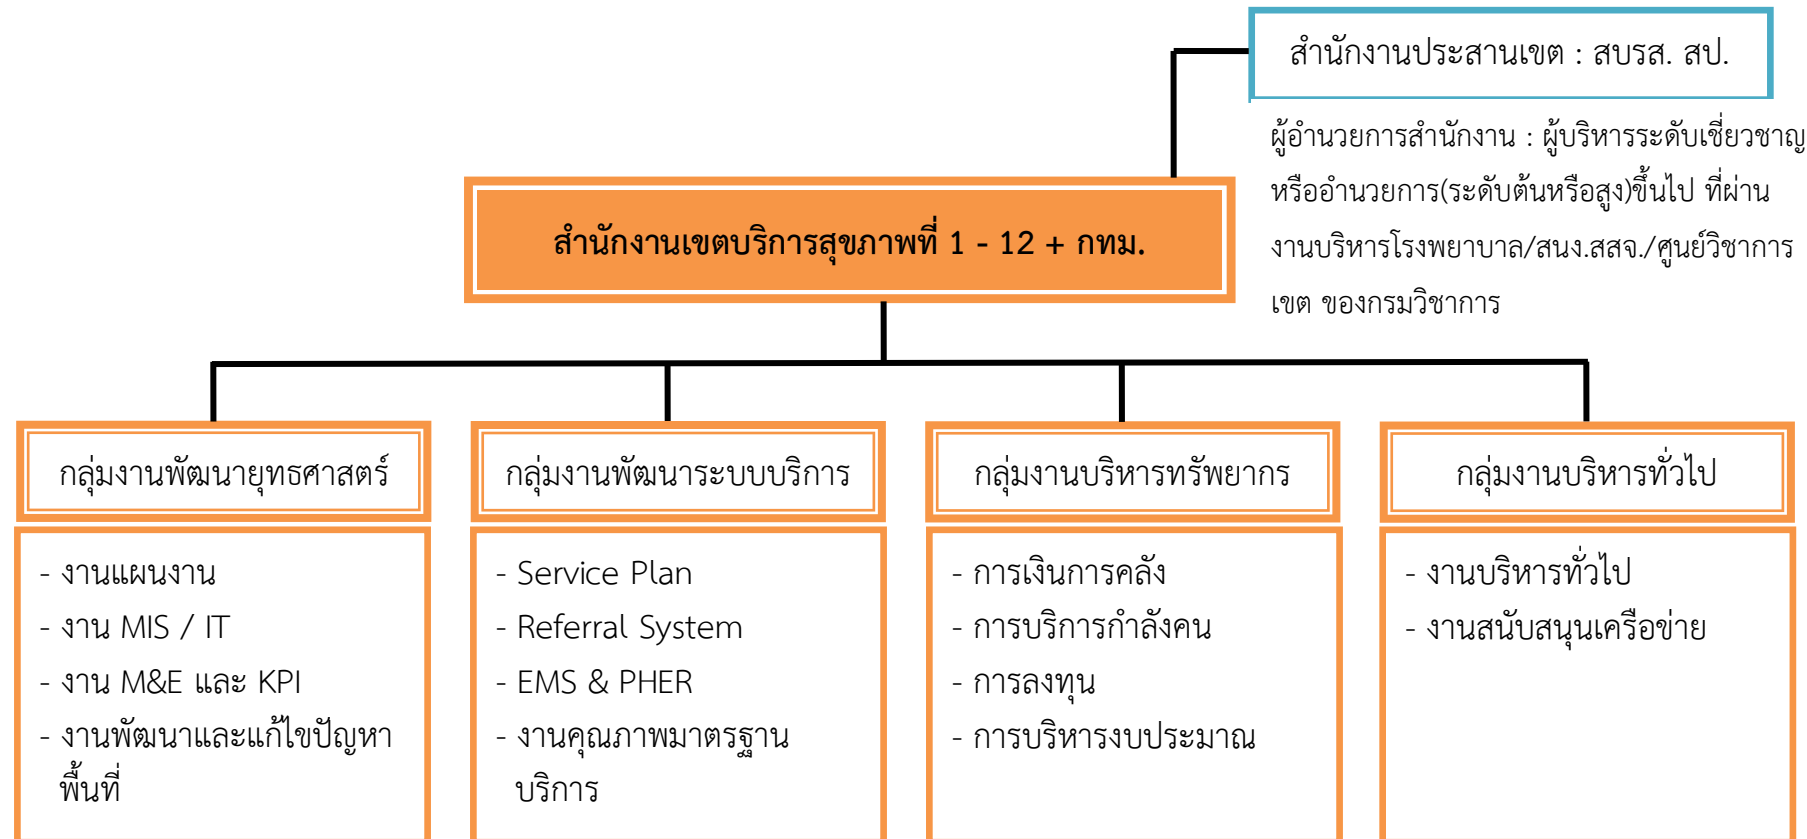 สำนักงานประสานเขต : สบรส. สป.
ผู้อำนวยการสำนักงาน : ผู้บริหารระดับเชี่ยวชาญ
หรืออำนวยการ(ระดับต้นหรือสูง)ขึ้นไป ที่ผ่าน
งานบริหารโรงพยาบาล/สนง.สสจ./ศูนย์วิชาการ
เขต ของกรมวิชาการ
สำนักงานเขตบริการสุขภาพที่ 1 - 12 + กทม.
กลุ่มงานพัฒนายุทธศาสตร์
- งานแผนงาน
- งาน MIS / IT
- งาน M&E และ KPI
- งานพัฒนาและแก้ไขปัญหา
พื้นที่
กลุ่มงานพัฒนาระบบบริการ
- Service Plan
- Referral System
- EMS & PHER
- งานคุณภาพมาตรฐาน
บริการ
กลุ่มงานบริหารทรัพยากร
- การเงินการคลัง
- การบริการกำลังคน
- การลงทุน
- การบริหารงบประมาณ
กลุ่มงานบริหารทั่วไป
- งานบริหารทั่วไป
- งานสนับสนุนเครือข่าย